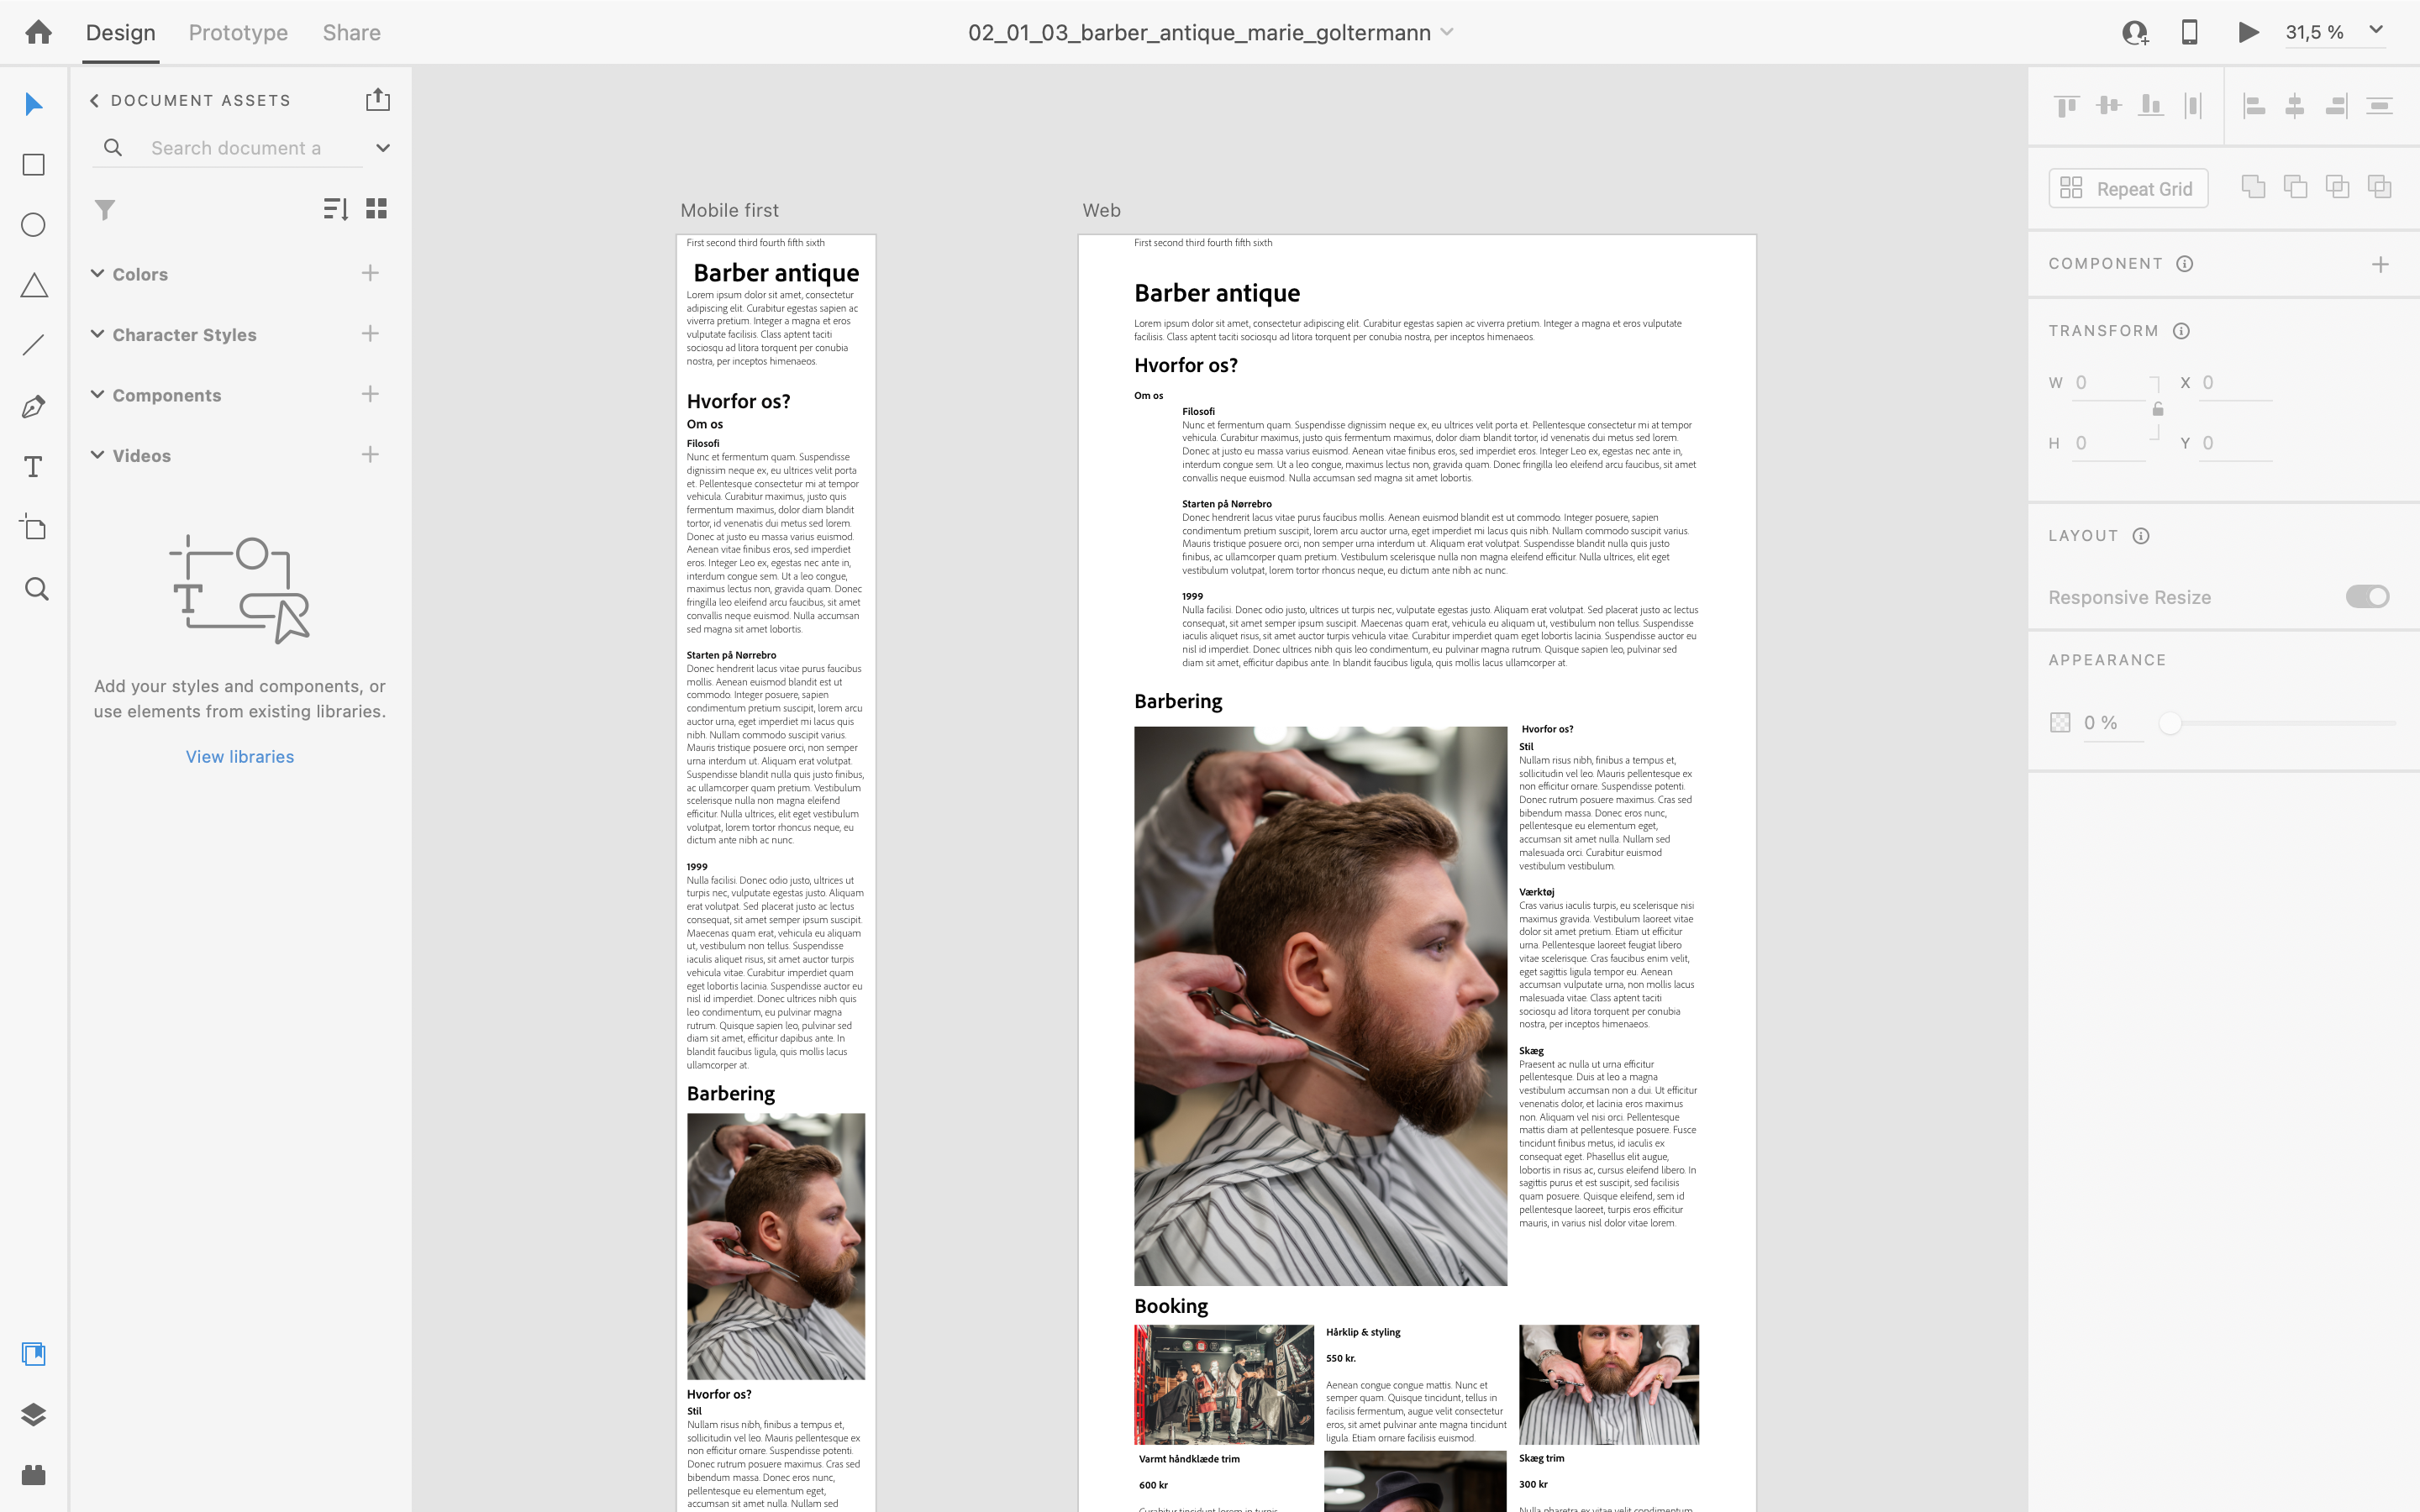 Design Prototype Share
02_01_03_barber_antique_marie_goltermann
31,5 %
DOCUMENT ASSETS
Search document a
Colors
Character Styles
Components
Videos
Add your styles and components, or
use elements from existing libraries.
View libraries
Mobile first
First second third fourth fifth sixth
Barber antique
Lorem ipsum dolor sit amet, consectetur
adipiscing elit. Curabitur egestas sapien ac
viverra pretium. Integer a magna et eros
vulputate facilisis. Class aptent taciti
sociosqu ad litora torquent per conubia
nostra, per inceptos himenaeos.
Hvorfor os?
Om os
Filosofi
Nunc et fermentum quam. Suspendisse
dignissim neque ex, eu ultrices velit porta
et. Pellentesque consectetur mi at tempor
vehicula. Curabitur maximus, justo quis
fermentum maximus, dolor diam blandit
tortor, id venenatis dui metus sed lorem.
Donec at justo eu massa varius euismod.
Aenean vitae finibus eros, sed imperdiet
eros. Integer Leo ex, egestas nec ante in,
interdum congue sem. Ut a leo congue,
maximus lectus non, gravida quam. Donec
fringilla leo eleifend arcu faucibus, sit amet
convallis neque euismod. Nulla accumsan
sed magna sit amet lobortis.
Starten på Nørrebro
Donec hendrerit lacus vitae purus faucibus
mollis. Aenean euismod blandit est ut
commodo. Integer posuere, sapien
condimentum pretium suscipit, lorem arcu
auctor urna, eget imperdiet mi lacus quis
nibh. Nullam commodo suscipit varius.
Mauris tristique posuere orci, non semper
urna interdum ut. Aliquam erat volutpat.
Suspendisse blandit nulla quis justo finibus,
ac ullamcorper quam pretium. Vestibulum
scelerisque nulla non magna eleifend
efficitur. Nulla ultrices, elit eget vestibulum
volutpat, lorem tortor rhoncus neque, eu
dictum ante nibh ac nunc.
1999
Nulla facilisi. Donec odio justo, ultrices ut
turpis nec, vulputate egestas justo. Aliquam
erat volutpat. Sed placerat justo ac lectus
consequat, sit amet semper ipsum suscipit.
Maecenas quam erat, vehicula eu aliquam
ut, vestibulum non tellus. Suspendisse
iaculis aliquet risus, sit amet auctor turpis
vehicula vitae. Curabitur imperdiet quam
eget lobortis lacinia. Suspendisse auctor eu
nisl id imperdiet. Donec ultrices nibh quis
leo condimentum, eu pulvinar magna
rutrum. Quisque sapien leo, pulvinar sed
diam sit amet, efficitur dapibus ante. In
blandit faucibus ligula, quis mollis lacus
ullamcorper at.
Barbering
Hvorfor os?
Stil
Nullam risus nibh, finibus a tempus et,
sollicitudin vel leo. Mauris pellentesque ex
non efficitur ornare. Suspendisse potenti.
Donec rutrum posuere maximus. Cras sed
bibendum massa. Donec eros nunc,
pellentesque eu elementum eget,
accumsan sit amet nulla. Nullam sed
Web
First second third fourth fifth sixth
Barber antique
Lorem ipsum dolor sit amet, consectetur adipiscing elit. Curabitur egestas sapien ac viverra pretium. Integer a magna et eros vulputate
facilisis. Class aptent taciti sociosqu ad litora torquent per conubia nostra, per inceptos himenaeos.
Hvorfor os?
Om os
Filosofi
Nunc et fermentum quam. Suspendisse dignissim neque ex, eu ultrices velit porta et. Pellentesque consectetur mi at tempor
vehicula. Curabitur maximus, justo quis fermentum maximus, dolor diam blandit tortor, id venenatis dui metus sed lorem.
Donec at justo eu massa varius euismod. Aenean vitae finibus eros, sed imperdiet eros. Integer Leo ex, egestas nec ante in,
interdum congue sem. Ut a leo congue, maximus lectus non, gravida quam. Donec fringilla leo eleifend arcu faucibus, sit amet
convallis neque euismod. Nulla accumsan sed magna sit amet lobortis.
Starten på Nørrebro
Donec hendrerit lacus vitae purus faucibus mollis. Aenean euismod blandit est ut commodo. Integer posuere, sapien
condimentum pretium suscipit, lorem arcu auctor urna, eget imperdiet mi lacus quis nibh. Nullam commodo suscipit varius.
Mauris tristique posuere orci, non semper urna interdum ut. Aliquam erat volutpat. Suspendisse blandit nulla quis justo
finibus, ac ullamcorper quam pretium. Vestibulum scelerisque nulla non magna eleifend efficitur. Nulla ultrices, elit eget
vestibulum volutpat, lorem tortor rhoncus neque, eu dictum ante nibh ac nunc.
1999
Nulla facilisi. Donec odio justo, ultrices ut turpis nec, vulputate egestas justo. Aliquam erat volutpat. Sed placerat justo ac lectus
consequat, sit amet semper ipsum suscipit. Maecenas quam erat, vehicula eu aliquam ut, vestibulum non tellus. Suspendisse
iaculis aliquet risus, sit amet auctor turpis vehicula vitae. Curabitur imperdiet quam eget lobortis lacinia. Suspendisse auctor eu
nisl id imperdiet. Donec ultrices nibh quis leo condimentum, eu pulvinar magna rutrum. Quisque sapien leo, pulvinar sed
diam sit amet, efficitur dapibus ante. In blandit faucibus ligula, quis mollis lacus ullamcorper at.
Barbering
Hvorfor os?
Stil
Nullam risus nibh, finibus a tempus et,
sollicitudin vel leo. Mauris pellentesque ex
non efficitur ornare. Suspendisse potenti.
Donec rutrum posuere maximus. Cras sed
bibendum massa. Donec eros nunc,
pellentesque eu elementum eget,
accumsan sit amet nulla. Nullam sed
malesuada orci. Curabitur euismod
vestibulum vestibulum.
Værktøj
Cras varius iaculis turpis, eu scelerisque nisi
maximus gravida. Vestibulum laoreet vitae
dolor sit amet pretium. Etiam ut efficitur
urna. Pellentesque laoreet feugiat libero
vitae scelerisque. Cras faucibus enim velit,
eget sagittis ligula tempor eu. Aenean
accumsan vulputate urna, non mollis lacus
malesuada vitae. Class aptent taciti
sociosqu ad litora torquent per conubia
nostra, per inceptos himenaeos.
Skæg
Praesent ac nulla ut urna efficitur
pellentesque. Duis at leo a magna
vestibulum accumsan non a dui. Ut efficitur
venenatis dolor, et lacinia eros maximus
non. Aliquam vel nisi orci. Pellentesque
mattis diam at pellentesque posuere. Fusce
tincidunt finibus metus, id iaculis ex
consequat eget. Phasellus elit augue,
lobortis in risus ac, cursus eleifend libero. In
sagittis purus et est suscipit, sed facilisis
quam posuere. Quisque eleifend, sem id
pellentesque laoreet, turpis eros efficitur
mauris, in varius nisl dolor vitae lorem.
Booking
Hårklip & styling
550 kr.
Aenean congue congue mattis. Nunc et
semper quam. Quisque tincidunt, tellus in
facilisis fermentum, augue velit consectetur
eros, sit amet pulvinar ante magna tincidunt
ligula. Etiam ornare facilisis euismod.
Varmt håndklæde trim
600 kr
Curabitur tincidunt lorem in turpis
Skæg trim
300 kr
Nulla pharetra ex vitae velit condimentum
Repeat Grid
COMPONENT
TRANSFORM
W 0 X 0
H 0 Y 0
LAYOUT
Responsive Resize
APPEARANCE
0 %